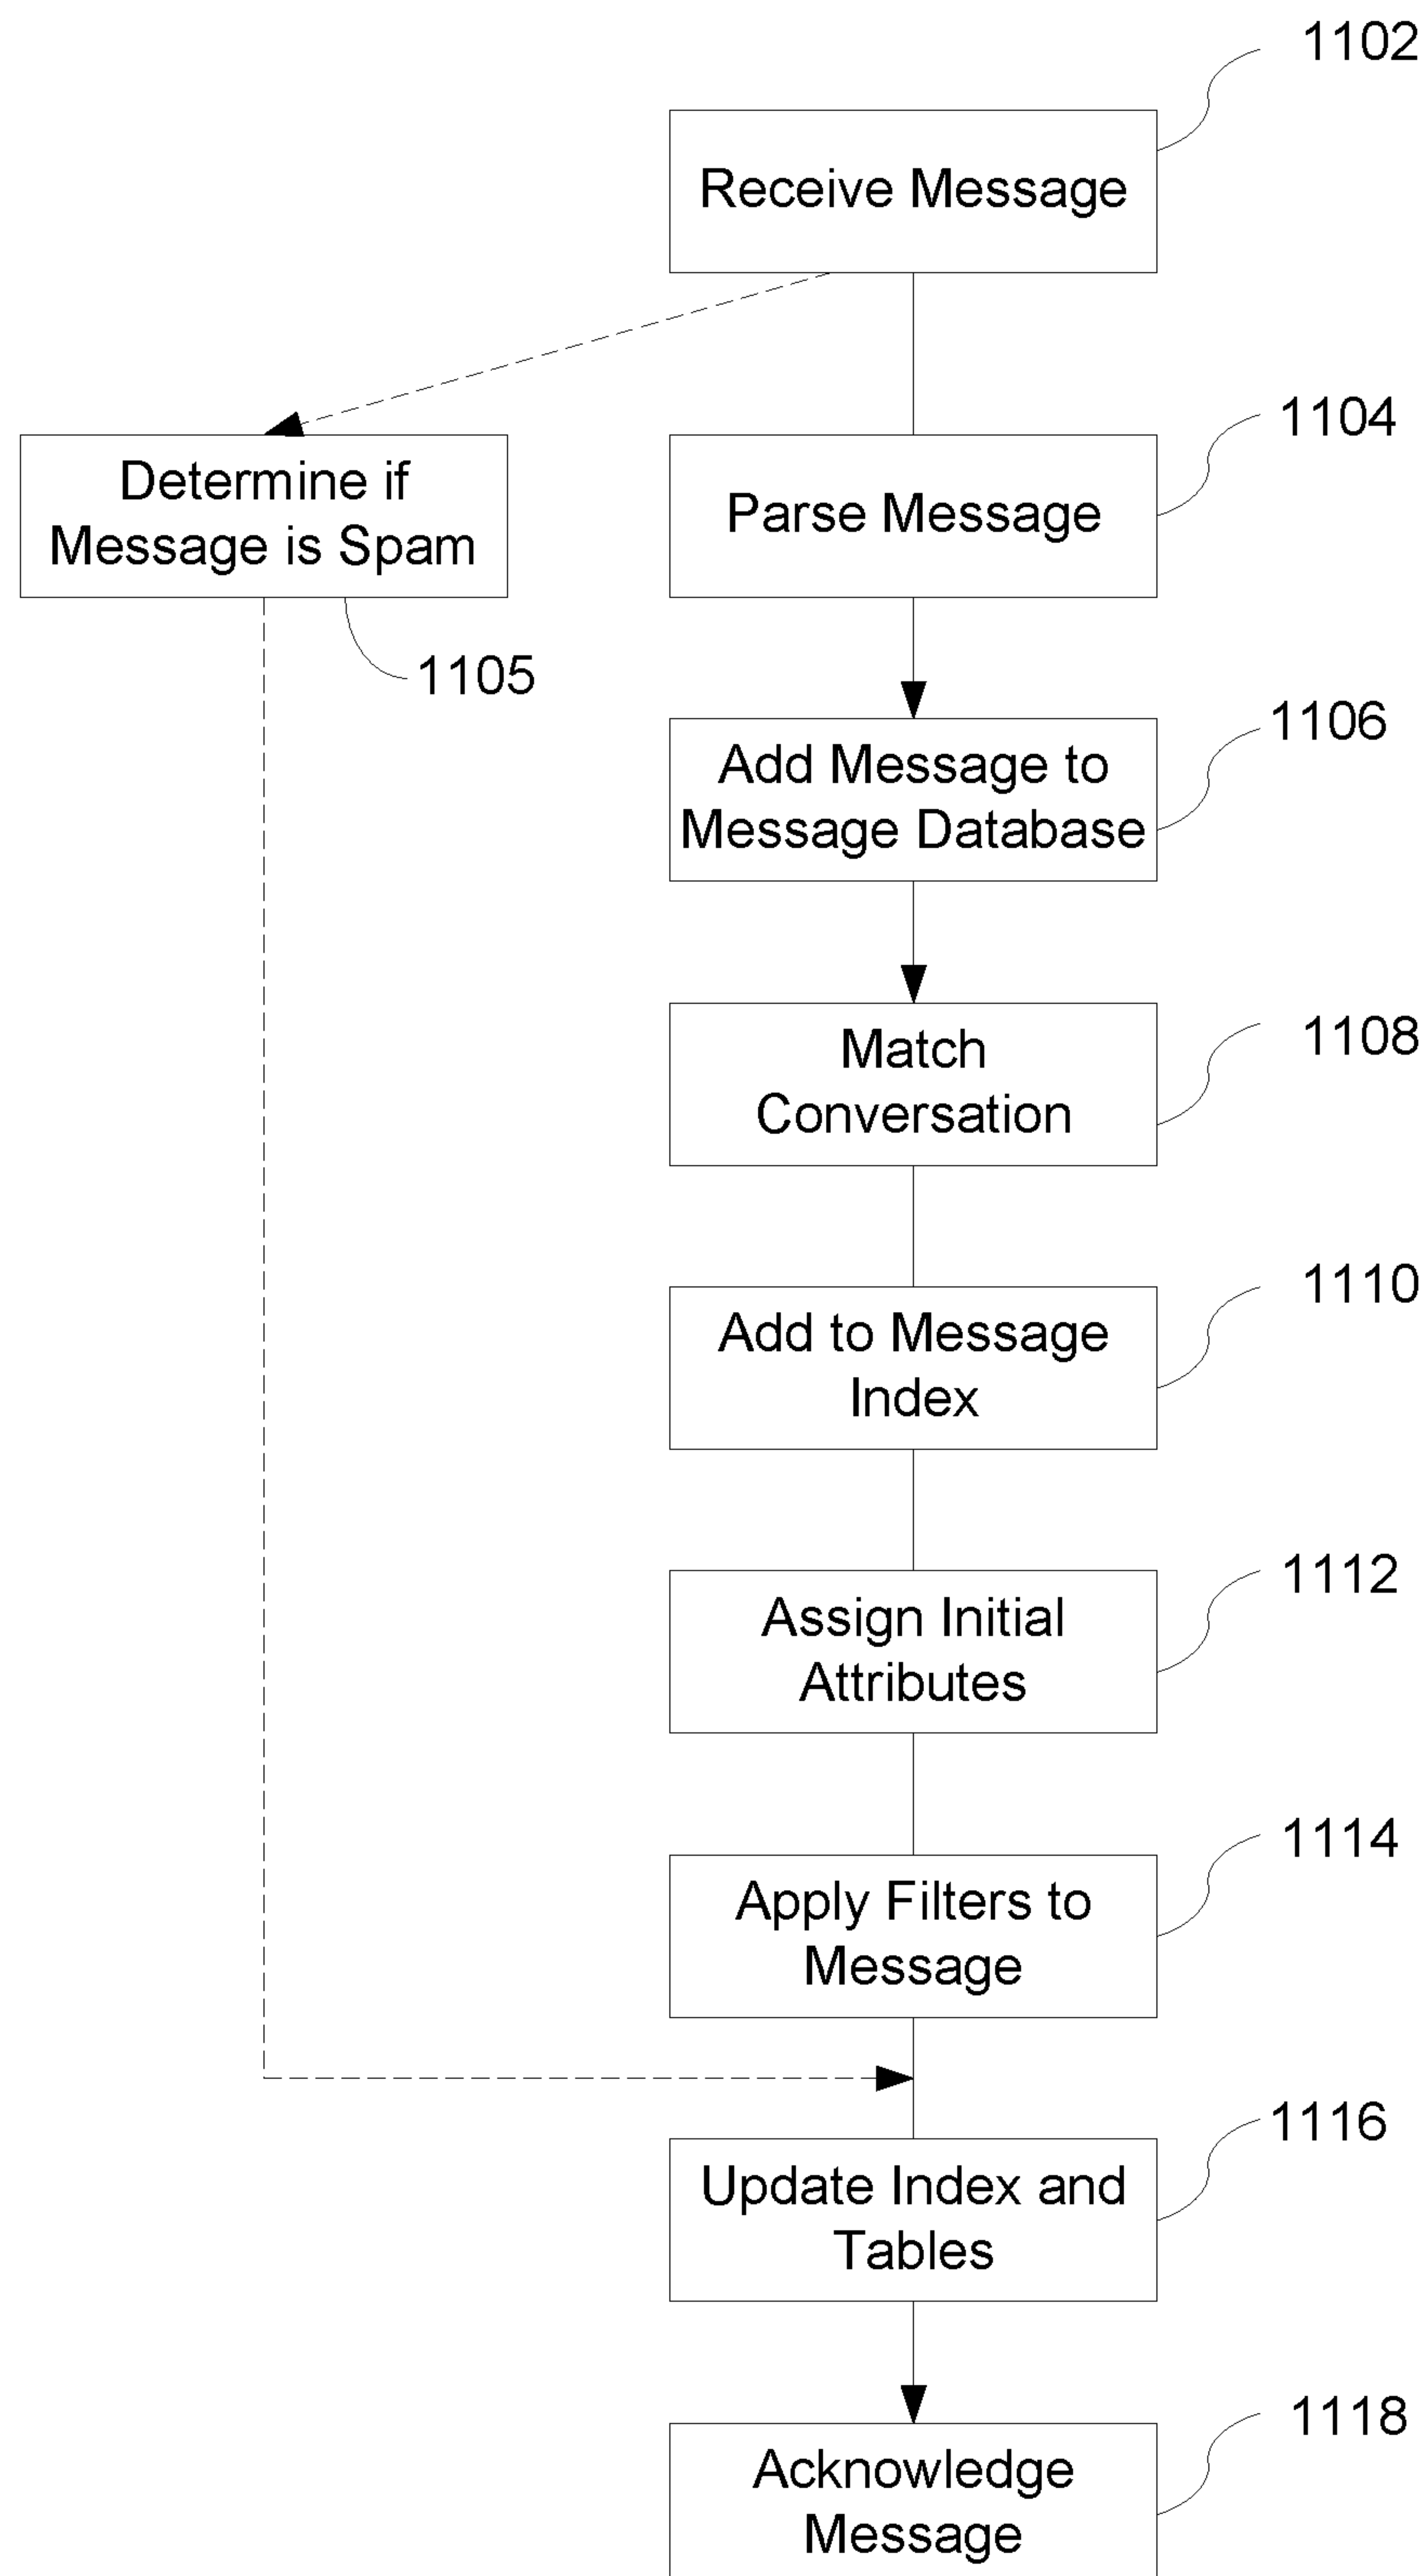 1102
Receive Message
1104
Parse Message
Determine if
Message is Spam
1105
1106
Add Message to
Message Database
1108
Match
Conversation
1110
Add to Message
Index
1112
Assign Initial
Attributes
1114
Apply Filters to
Message
1116
Update Index and
Tables
1118
Acknowledge
Message